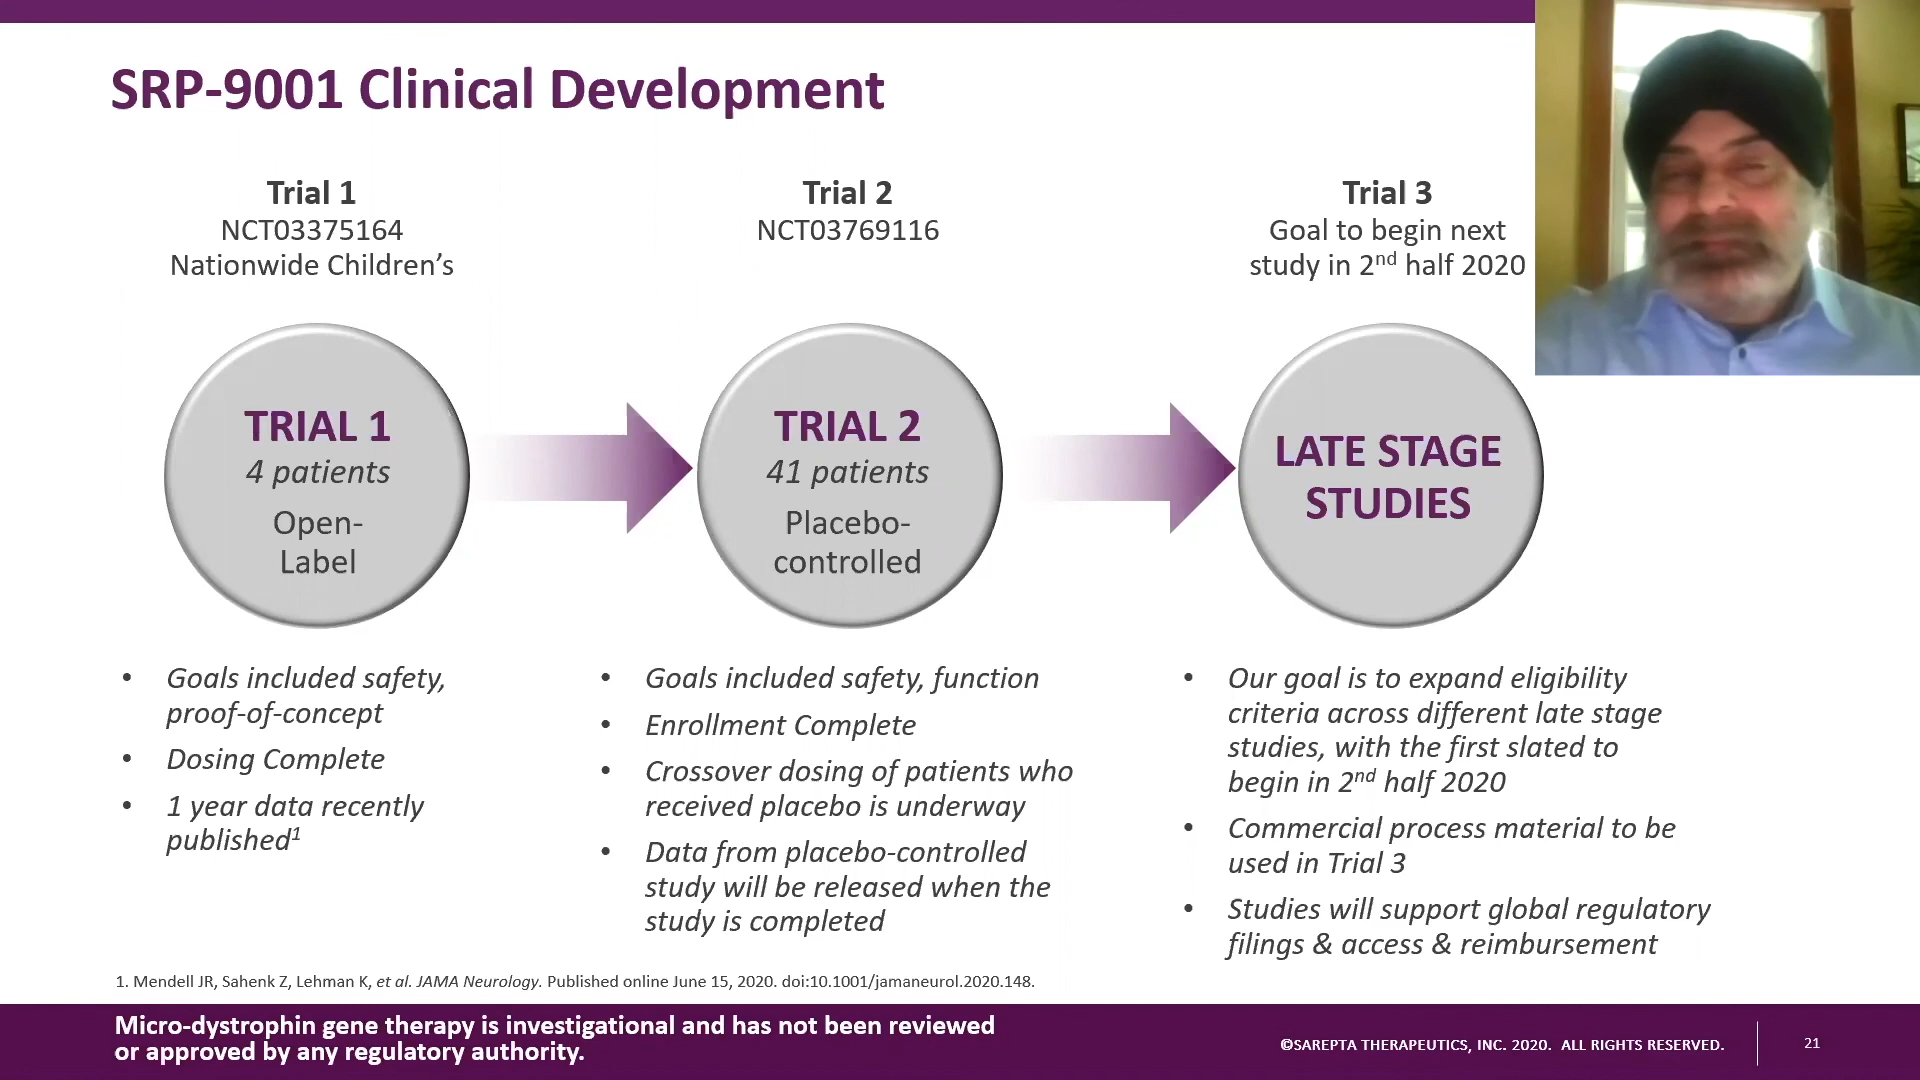 SRP-9001 Clinical Development
Trial 1
NCT03375164
Nationwide Children’s
Trial 2
NCT03769116
Trial 3
Goal to begin next
study in 2nd half 2020
TRIAL 1
4 patients
Open-
Label
TRIAL 2
41 patients
Placebo-
controlled
LATE STAGE
STUDIES
• Goals included safety,
proof-of-concept
• Dosing Complete
• 1 year data recently
published1
• Goals included safety, function
• Enrollment Complete
• Crossover dosing of patients who
received placebo is underway
• Data from placebo-controlled
study will be released when the
study is completed
• Our goal is to expand eligibility
criteria across different late stage
studies, with the first slated to
begin in 2nd half 2020
• Commercial process material to be
used in Trial 3
• Studies will support global regulatory
filings & access & reimbursement
1. Mendell JR, Sahenk Z, Lehman K, et al. JAMA Neurology. Published online June 15, 2020. doi:10.1001/jamaneurol.2020.148.
Micro-dystrophin gene therapy is investigational and has not been reviewed
or approved by any regulatory authority.
©SAREPTA THERAPEUTICS, INC. 2020. ALL RIGHTS RESERVED.
21